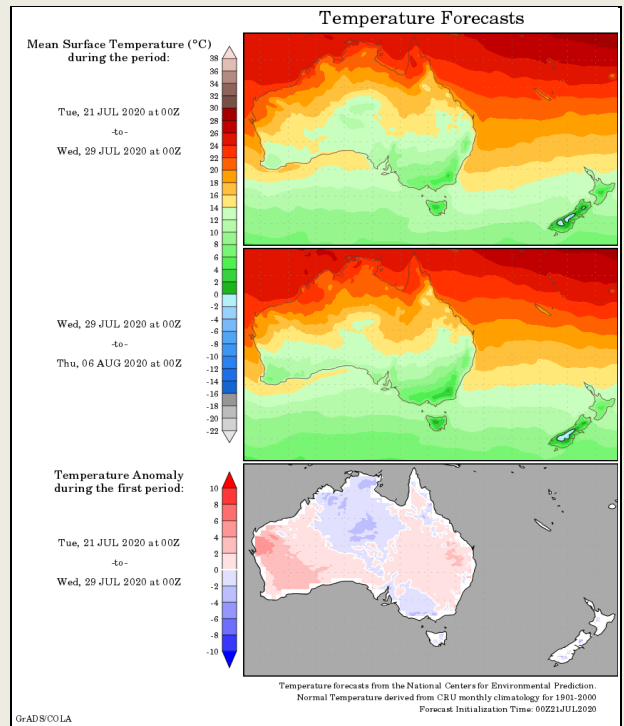 Temperature Forecasts
Mean Surface Temperature (°C)
during the period:
Tue, 21 JUL 2020 at 00Z
-to-
Wed, 29 JUL 2020 at 00Z
38
36
34
32
30
28
26
24
22
20
18
16
14
12
10
8
6
4
2
0
-2
-4
-6
-8
-10
-12
-14
-16
-18
-20
-22
Wed, 29 JUL 2020 at 00Z
-to-
Thu, 06 AUG 2020 at 00Z
Temperature Anomaly
during the first period:
Tue, 21 JUL 2020 at 00Z
-to-
Wed, 29 JUL 2020 at 00Z
10
8
6
4
2
0
-2
-4
-6
-8
-10
Temperature forecasts from the National Centers for Environmental Prediction.
Normal Temperature derived from CRU monthly climatology for 1901-2000
Forecast Initialization Time: 00Z21JUL2020
GrADS/COLA